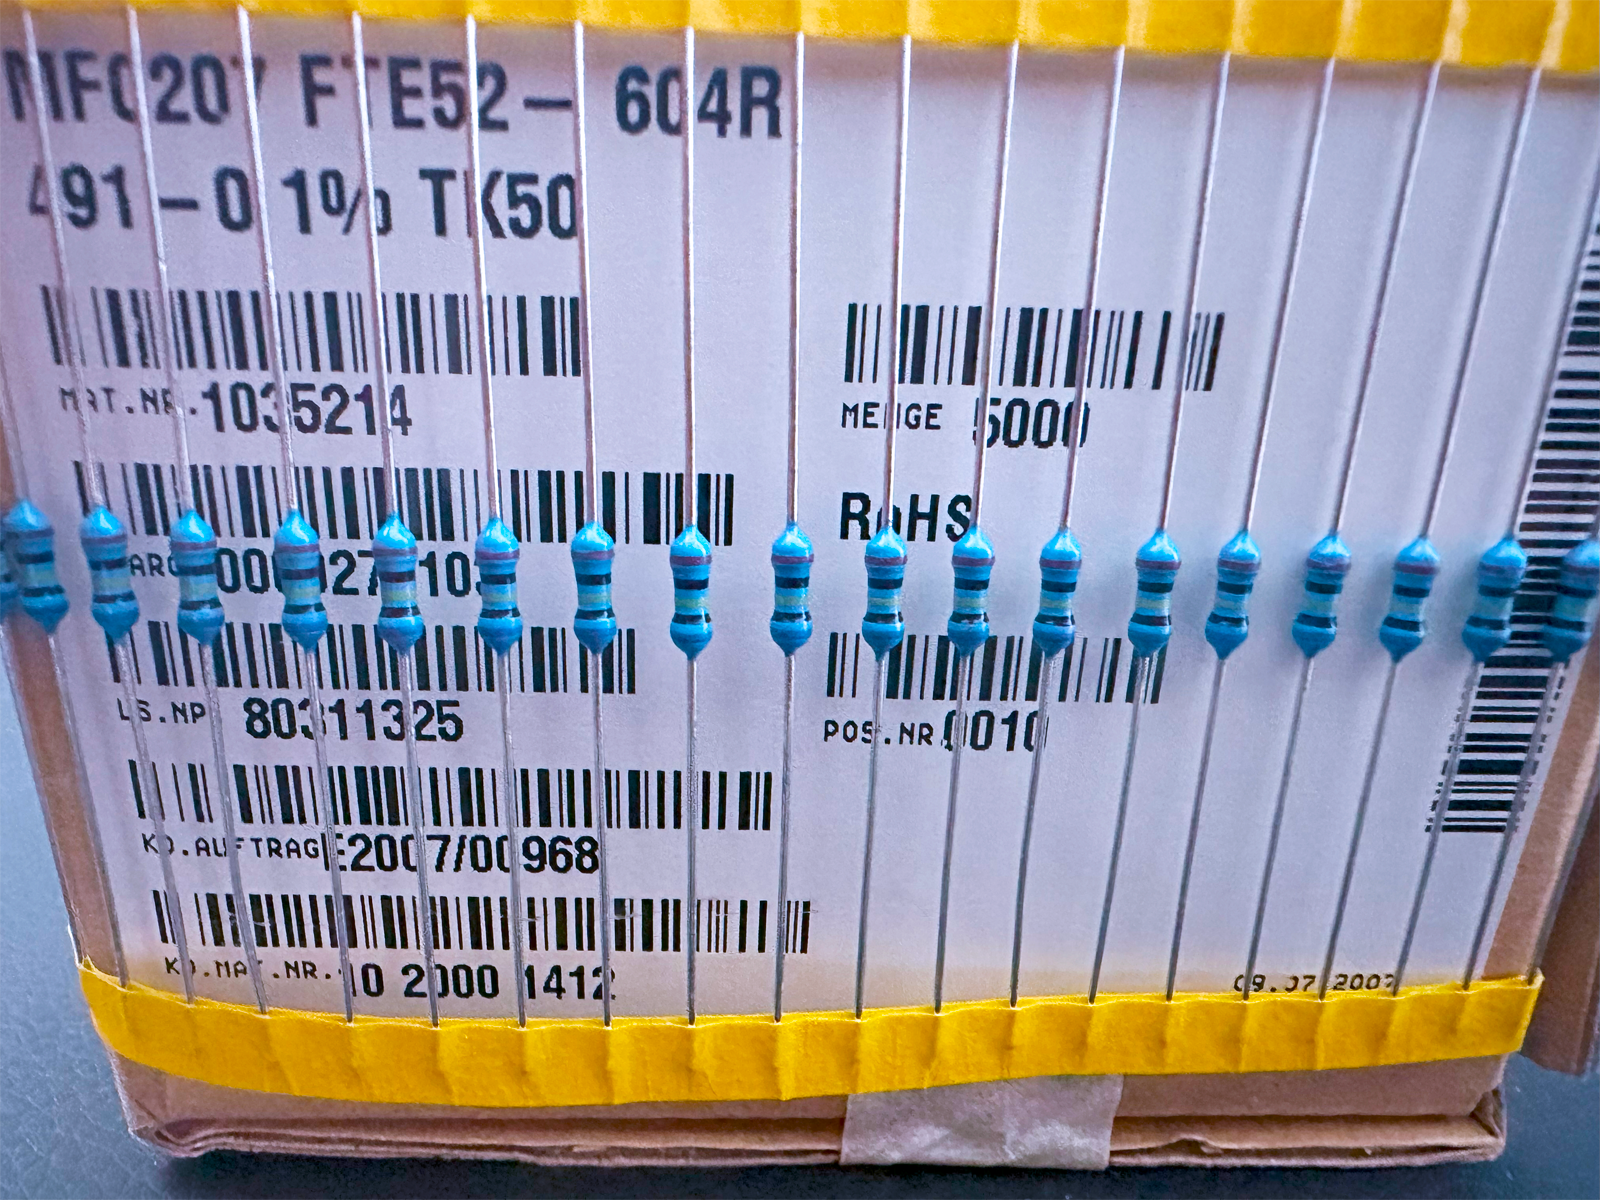 MF0207 FTE52- 604R
491-0.1% TK50
MAT.NR. 1035214
MENGE 5000
RoHS
LS.NR. 80311325
POS.NR. 0010
KD.AUFTRAG E2007/00968
KD.MAT.NR. 10 2000 1412
09.07.2007